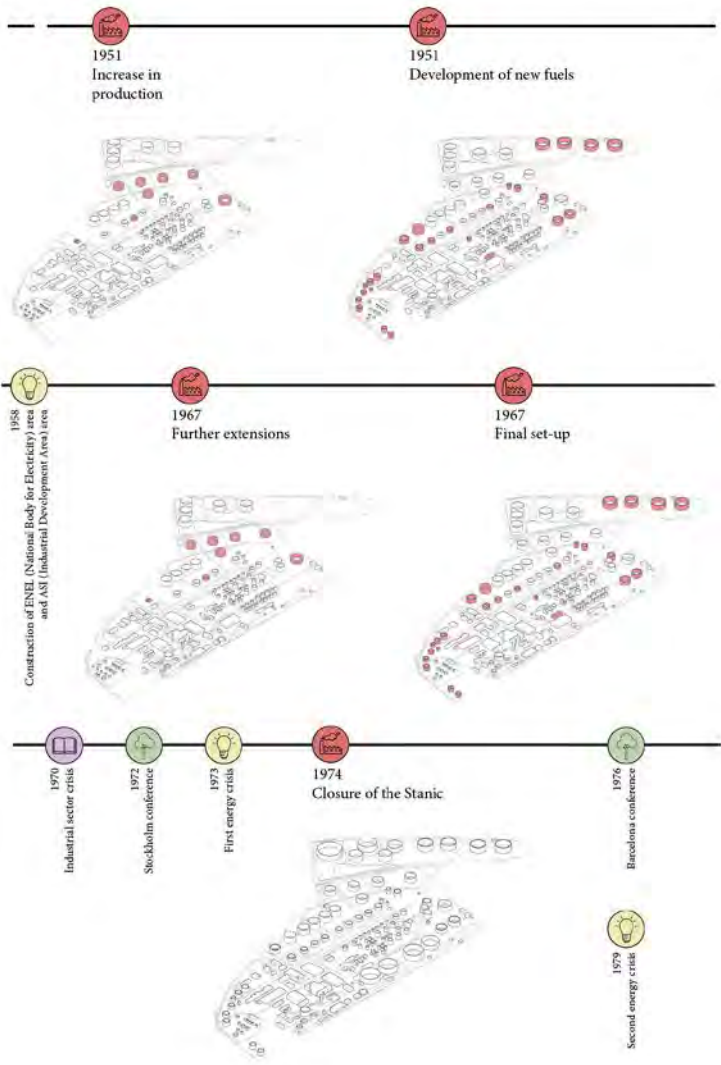 1951
Increase in
production
1951
Development of new fuels
1958
Construction of ENEL (National Body for Electricity) area
and ASI (Industrial Development Area) area
1967
Further extensions
1967
Final set-up
1970
Industrial sector crisis
1972
Stockholm conference
1973
First energy crisis
1974
Closure of the Stanic
1976
Barcelona conference
1979
Second energy crisis